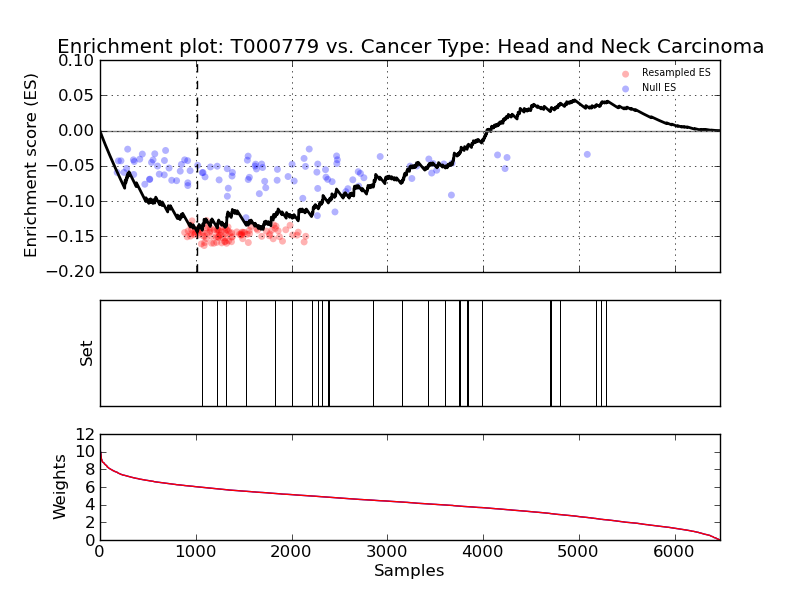 Enrichment plot: T000779 vs. Cancer Type: Head and Neck Carcinoma
Enrichment score (ES)
0.10
0.05
0.00
−0.05
−0.10
−0.15
−0.20
Resampled ES
Null ES
Set
Weights
12
10
8
6
4
2
0
0 1000 2000 3000 4000 5000 6000
Samples